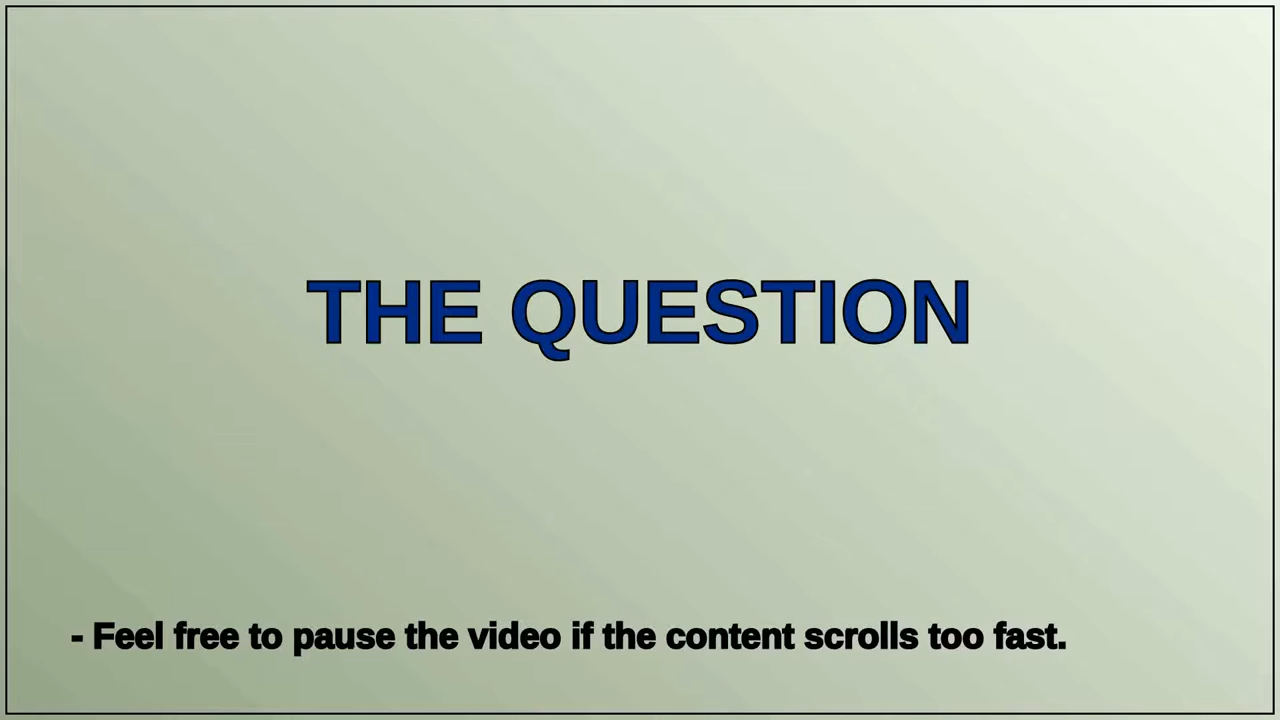 THE QUESTION
- Feel free to pause the video if the content scrolls too fast.